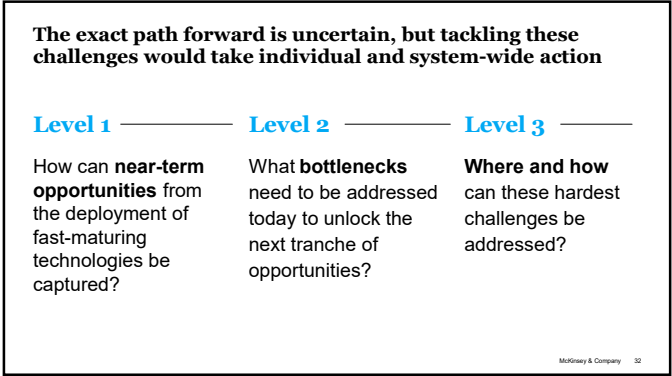 The exact path forward is uncertain, but tackling these
challenges would take individual and system-wide action
Level 1
How can near-term
opportunities from
the deployment of
fast-maturing
technologies be
captured?
Level 2
What bottlenecks
need to be addressed
today to unlock the
next tranche of
opportunities?
Level 3
Where and how
can these hardest
challenges be
addressed?
McKinsey & Company 32